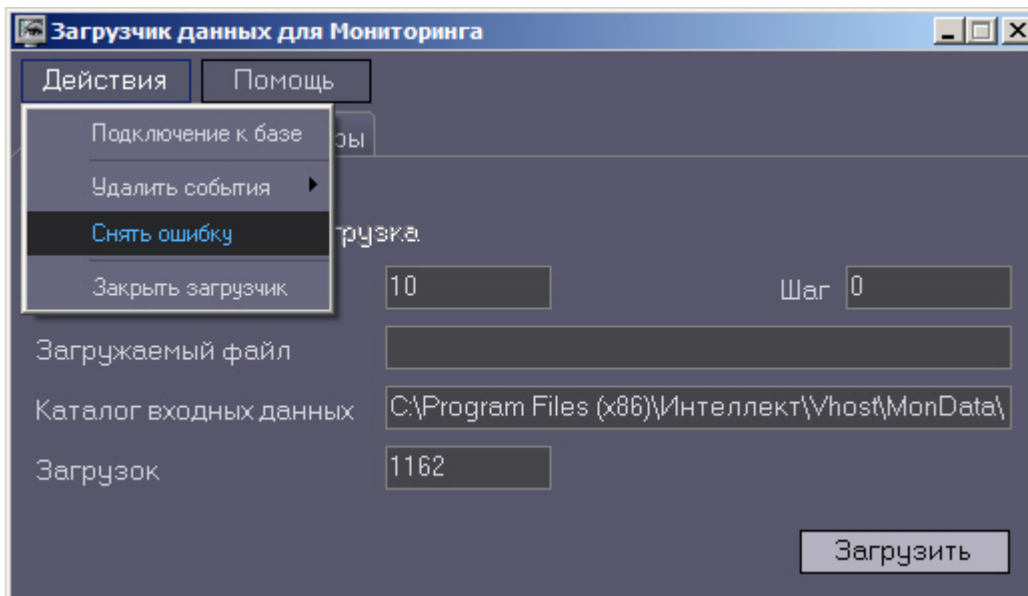 Загрузчик данных для Мониторинга
Действия Помощь
Подключение к базе
Удалить события
Снять ошибку
Закрыть загрузчик
10 Шаг 0
Загружаемый файл
Каталог входных данных C:\Program Files (x86)\Интеллект\Vhost\MonData\
Загрузок 1162
Загрузить